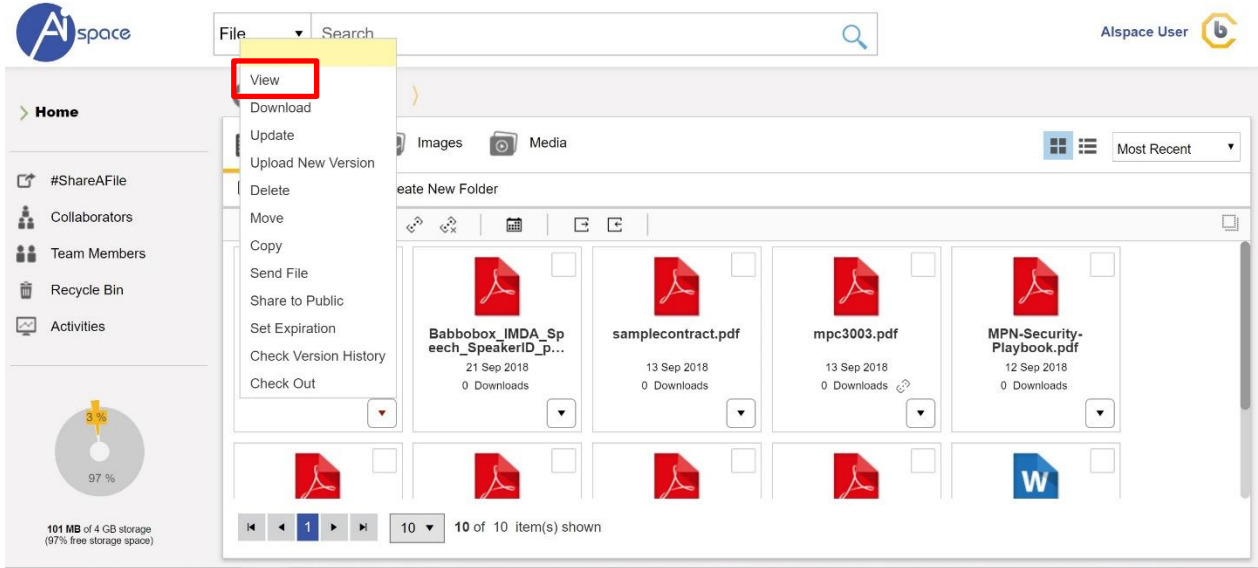 Ai space
File
Search
AIspace User
b
Home
#ShareAFile
Collaborators
Team Members
Recycle Bin
Activities
3 %
97 %
101 MB of 4 GB storage
(97% free storage space)
View
Download
Update
Upload New Version
Delete
Move
Copy
Send File
Share to Public
Set Expiration
Check Version History
Check Out
Images
Media
Most Recent
eate New Folder
Babbobox_IMDA_Sp
eech_SpeakerID_p...
21 Sep 2018
0 Downloads
samplecontract.pdf
13 Sep 2018
0 Downloads
mpc3003.pdf
13 Sep 2018
0 Downloads
MPN-Security-
Playbook.pdf
12 Sep 2018
0 Downloads
W
1
10
10 of 10 item(s) shown